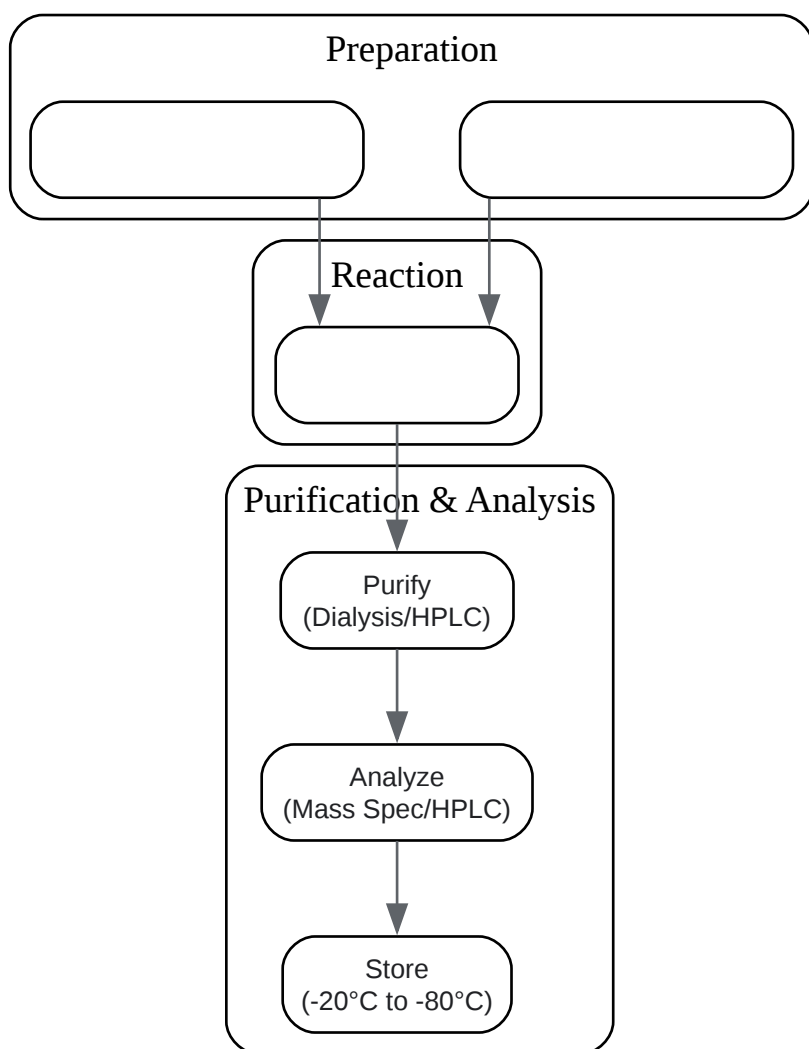 Preparation
Reaction
Purification & Analysis
Purify
(Dialysis/HPLC)
Analyze
(Mass Spec/HPLC)
Store
(-20°C to -80°C)